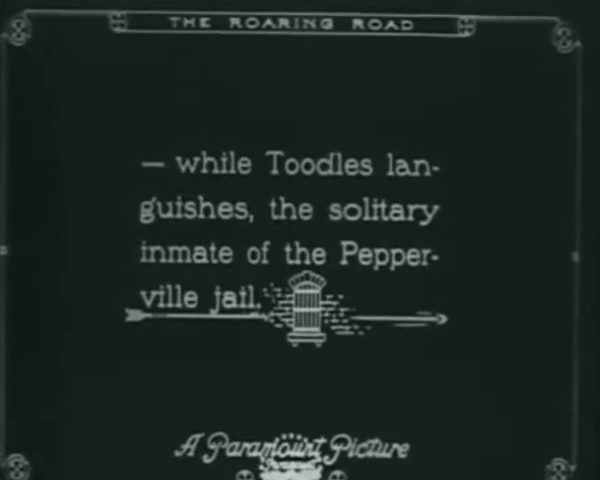 THE ROARING ROAD
— while Toodles lan-
guishes, the solitary
inmate of the Pepper-
ville jail.
A Paramount Picture